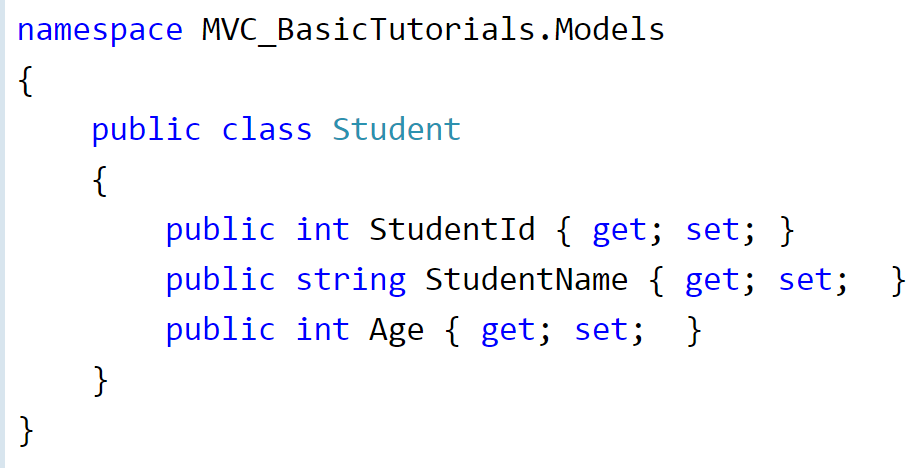 namespace MVC_BasicTutorials.Models
{
    public class Student
    {
        public int StudentId { get; set; }
        public string StudentName { get; set;  }
        public int Age { get; set;  }
    }
}